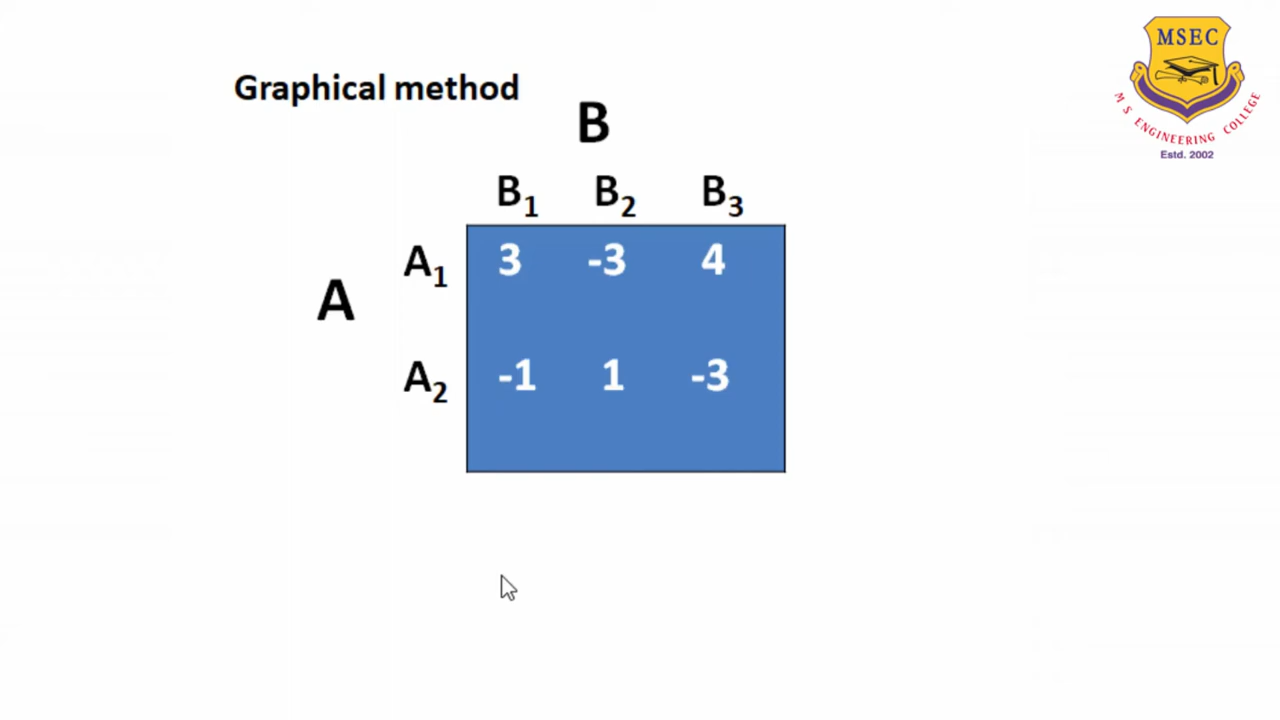 MSEC
M S ENGINEERING COLLEGE
Estd. 2002
Graphical method
B
B1 B2 B3
A1 3 -3 4
A
A2 -1 1 -3